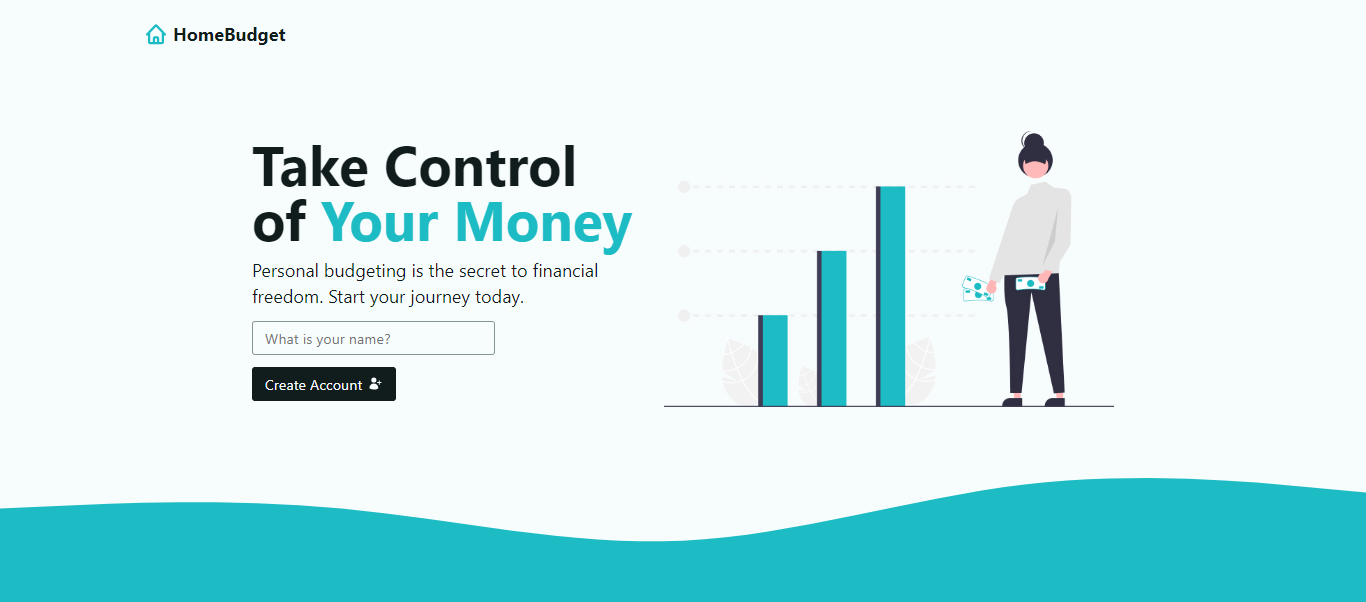 HomeBudget
Take Control
of Your Money
Personal budgeting is the secret to financial
freedom. Start your journey today.
What is your name?
Create Account